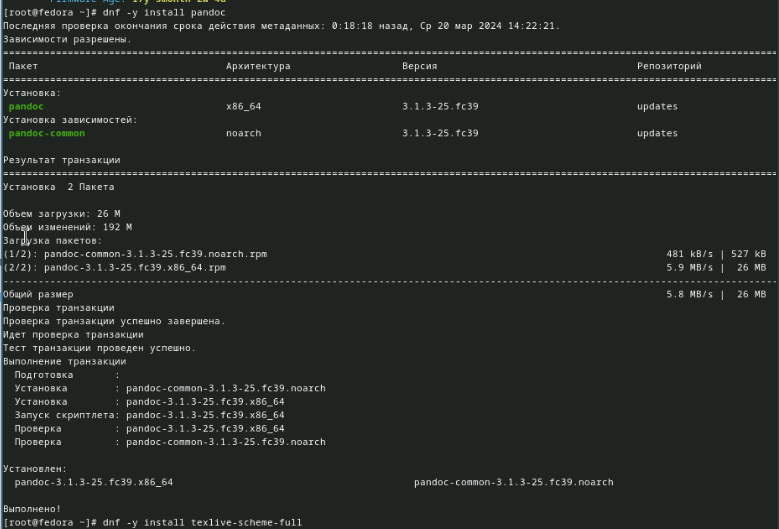 [root@fedora ~]# dnf -y install pandoc
Последняя проверка окончания срока действия метаданных: 0:18:18 назад, Ср 20 мар 2024 14:22:21.
Зависимости разрешены.
================================================================================
Пакет Архитектура Версия Репозиторий
================================================================================
Установка:
pandoc x86_64 3.1.3-25.fc39 updates
Установка зависимостей:
pandoc-common noarch 3.1.3-25.fc39 updates
Результат транзакции
================================================================================
Установка 2 Пакета
Объем загрузки: 26 M
Объем изменений: 192 M
Загрузка пакетов:
(1/2): pandoc-common-3.1.3-25.fc39.noarch.rpm 481 kB/s | 527 kB
(2/2): pandoc-3.1.3-25.fc39.x86_64.rpm 5.9 MB/s | 26 MB
--------------------------------------------------------------------------------
Общий размер 5.8 MB/s | 26 MB
Проверка транзакции
Проверка транзакции успешно завершена.
Идет проверка транзакции
Тест транзакции проведен успешно.
Выполнение транзакции
Подготовка :
Установка : pandoc-common-3.1.3-25.fc39.noarch
Установка : pandoc-3.1.3-25.fc39.x86_64
Запуск скриптлета: pandoc-3.1.3-25.fc39.x86_64
Проверка : pandoc-3.1.3-25.fc39.x86_64
Проверка : pandoc-common-3.1.3-25.fc39.noarch
Установлен:
pandoc-3.1.3-25.fc39.x86_64 pandoc-common-3.1.3-25.fc39.noarch
Выполнено!
[root@fedora ~]# dnf -y install texlive-scheme-full